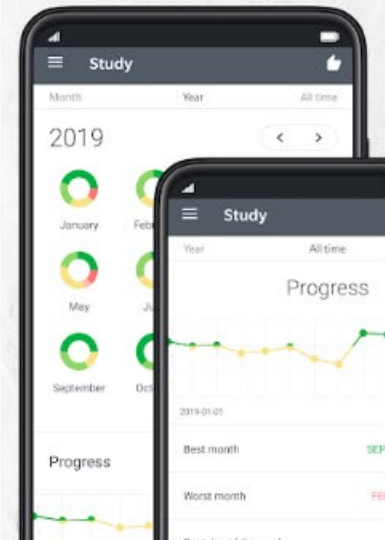 Study
Month Year All time
2019
January
May
September
Progress
Study
Year All time
Progress
2019-01-01
Best month
Worst month